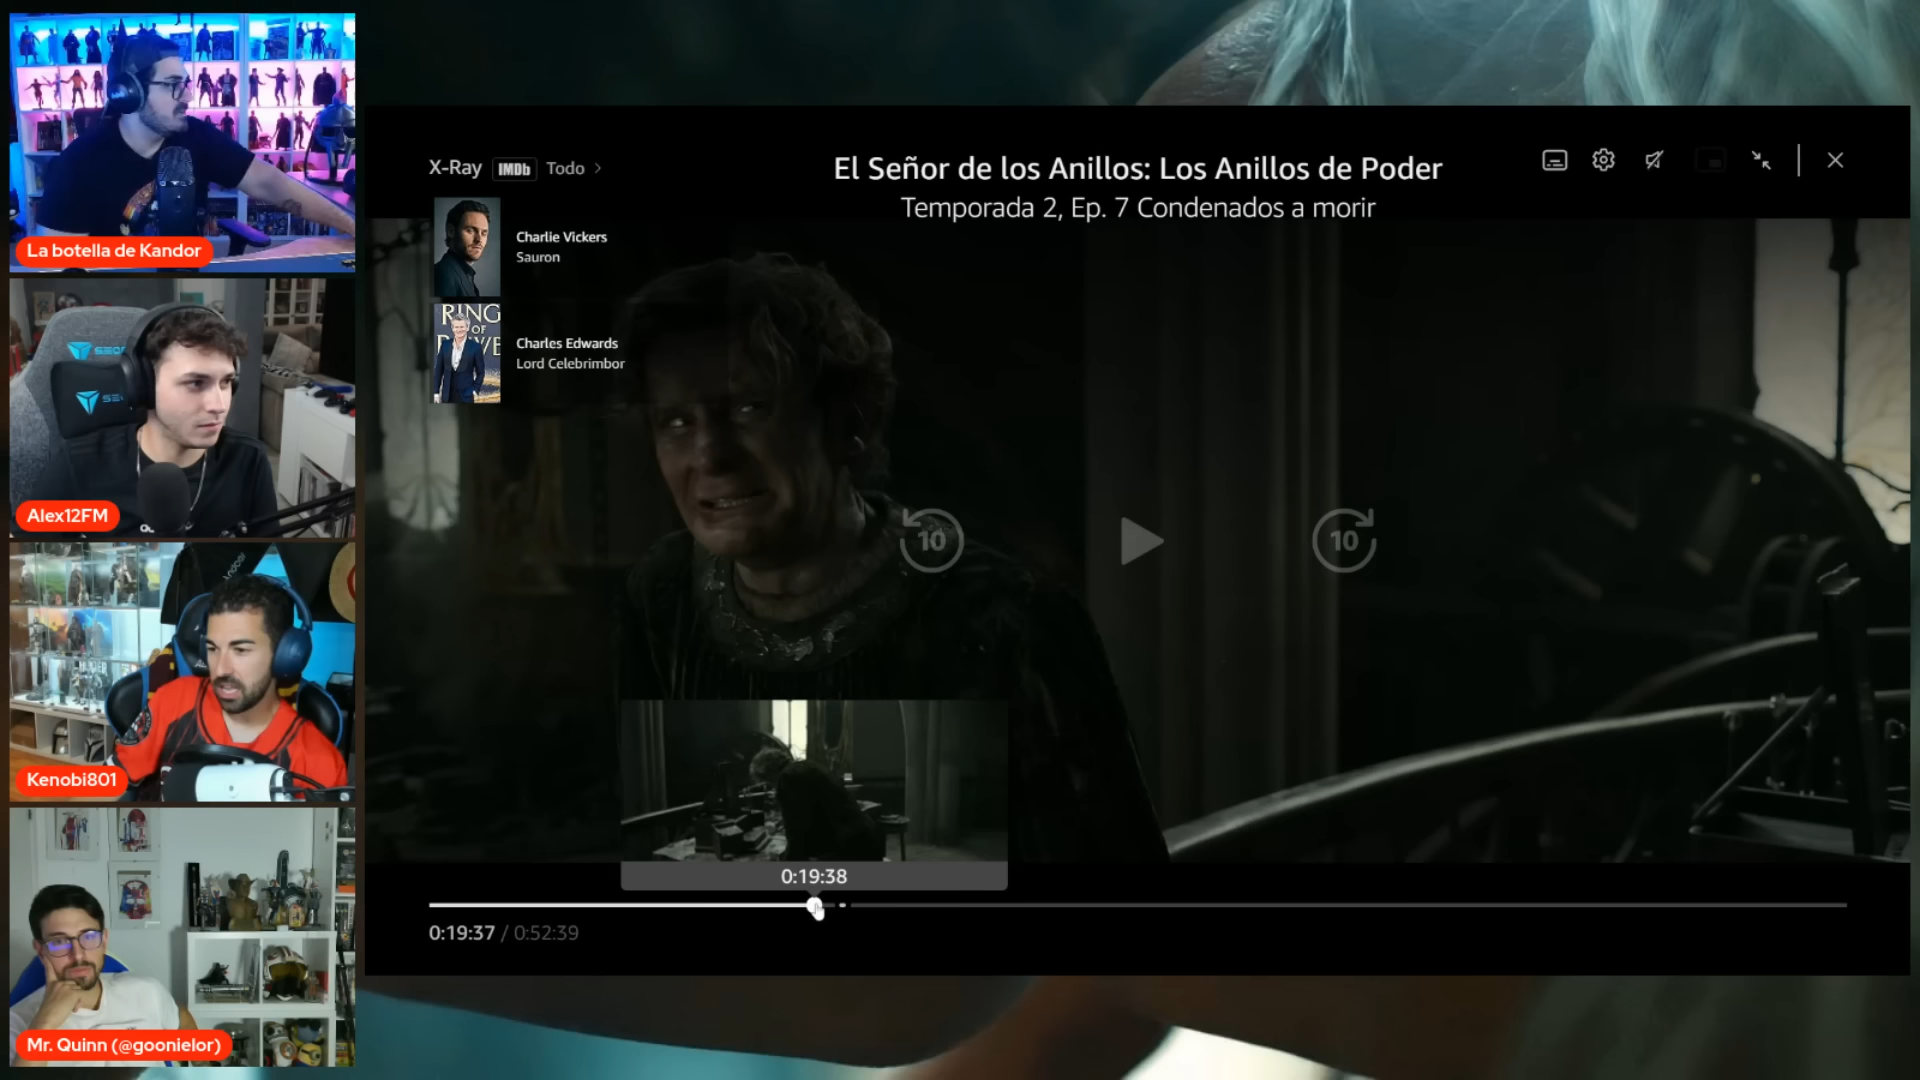 La botella de Kandor
Alex12FM
Kenobi801
Mr. Quinn (@goonielor)
X-Ray IMDb Todo
El Señor de los Anillos: Los Anillos de Poder
Temporada 2, Ep. 7 Condenados a morir
Charlie Vickers
Sauron
RING
OF
Charles Edwards
Lord Celebrimbor
10
10
0:19:38
0:19:37 / 0:52:39